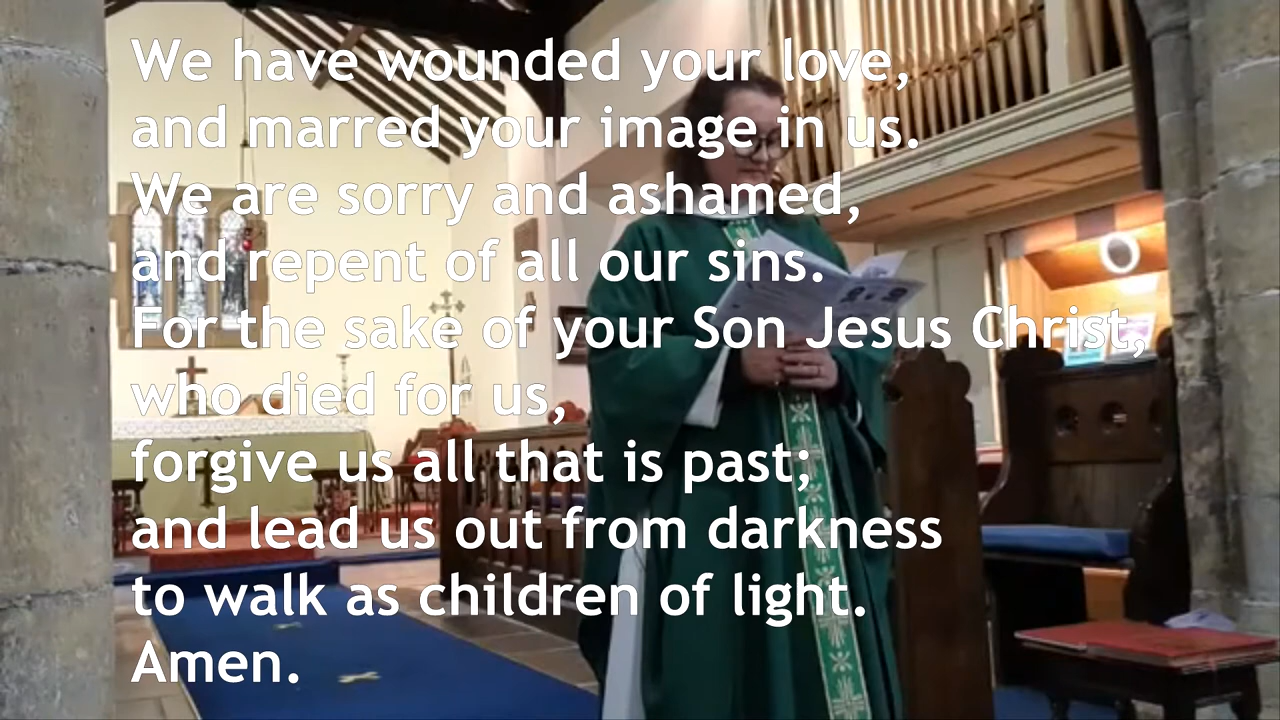 We have wounded your love,
and marred your image in us.
We are sorry and ashamed,
and repent of all our sins.
For the sake of your Son Jesus Christ,
who died for us,
forgive us all that is past;
and lead us out from darkness
to walk as children of light.
Amen.